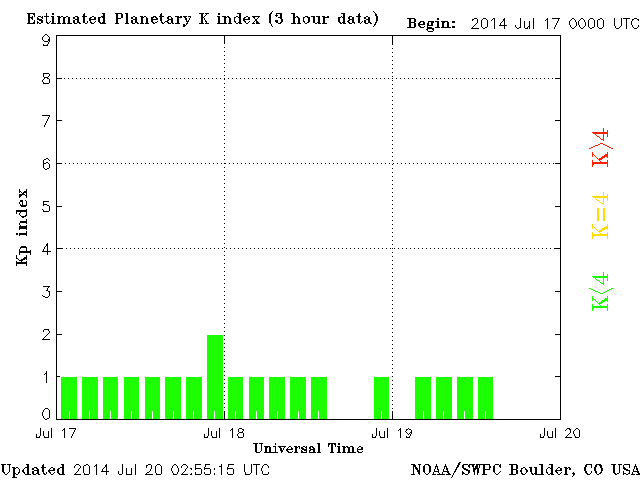 Estimated Planetary K index (3 hour data) Begin: 2014 Jul 17 0000 UTC
9
8
7
6
5
4
3
2
1
0
Kp index
K>4
K=4
K<4
Jul 17 Jul 18 Jul 19 Jul 20
Universal Time
Updated 2014 Jul 20 02:55:15 UTC NOAA/SWPC Boulder, CO USA